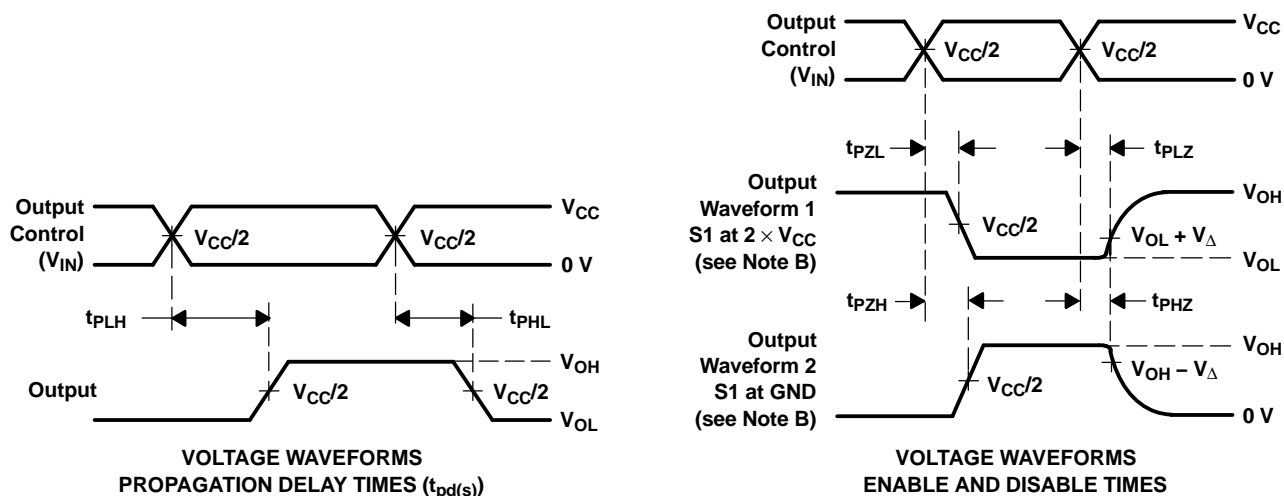 Output
Control
(VIN)
VCC/2
VCC/2
VCC
0 V
tPLH
tPHL
Output
VCC/2
VCC/2
VOH
VOL
VOLTAGE WAVEFORMS
PROPAGATION DELAY TIMES (tpd(s))
Output
Control
(VIN)
VCC/2
VCC/2
VCC
0 V
tPZL
tPLZ
Output
Waveform 1
S1 at 2 × VCC
(see Note B)
VCC/2
VOH
VOL + VΔ
VOL
tPZH
tPHZ
Output
Waveform 2
S1 at GND
(see Note B)
VCC/2
VOH
VOH − VΔ
0 V
VOLTAGE WAVEFORMS
ENABLE AND DISABLE TIMES